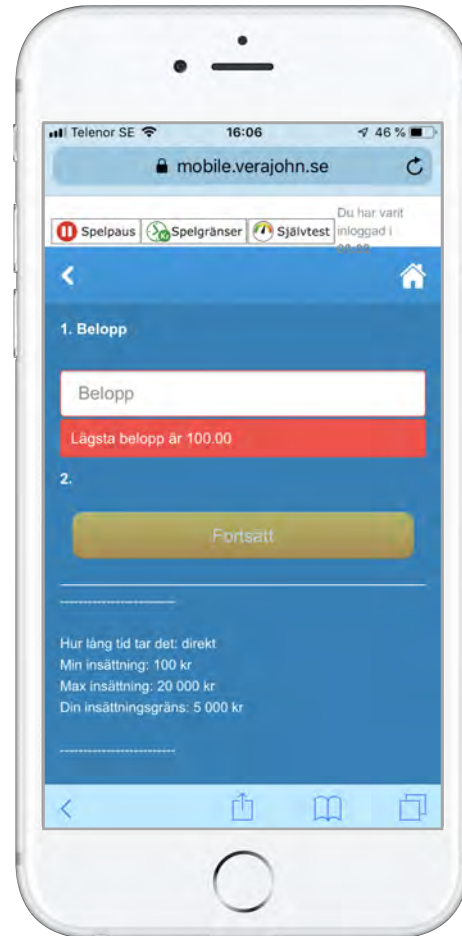 Telenor SE 16:06 46 %
mobile.verajohn.se
Du har varit
Spelpaus Spelgränser Självtest inloggad i
1. Belopp
Belopp
Lägsta belopp är 100.00
2.
Fortsätt
------------------------
Hur lång tid tar det: direkt
Min insättning: 100 kr
Max insättning: 20 000 kr
Din insättningsgräns: 5 000 kr
------------------------